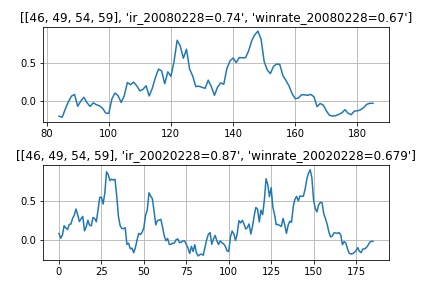 [[46, 49, 54, 59], 'ir_20080228=0.74', 'winrate_20080228=0.67']
0.5
0.0
80 100 120 140 160 180
[[46, 49, 54, 59], 'ir_20020228=0.87', 'winrate_20020228=0.679']
0.5
0.0
0 25 50 75 100 125 150 175